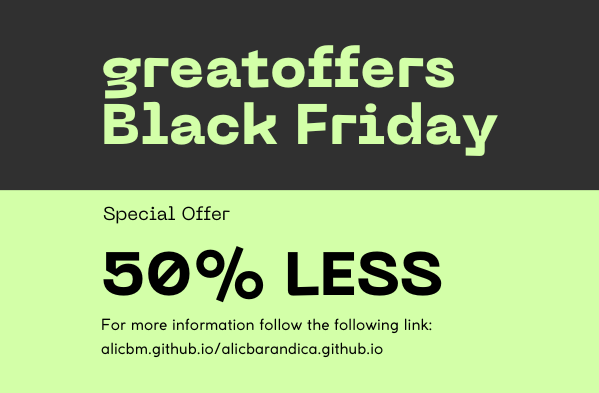 greatoffers
Black Friday
Special Offer
50% LESS
For more information follow the following link:
alicbm.github.io/alicbarandica.github.io